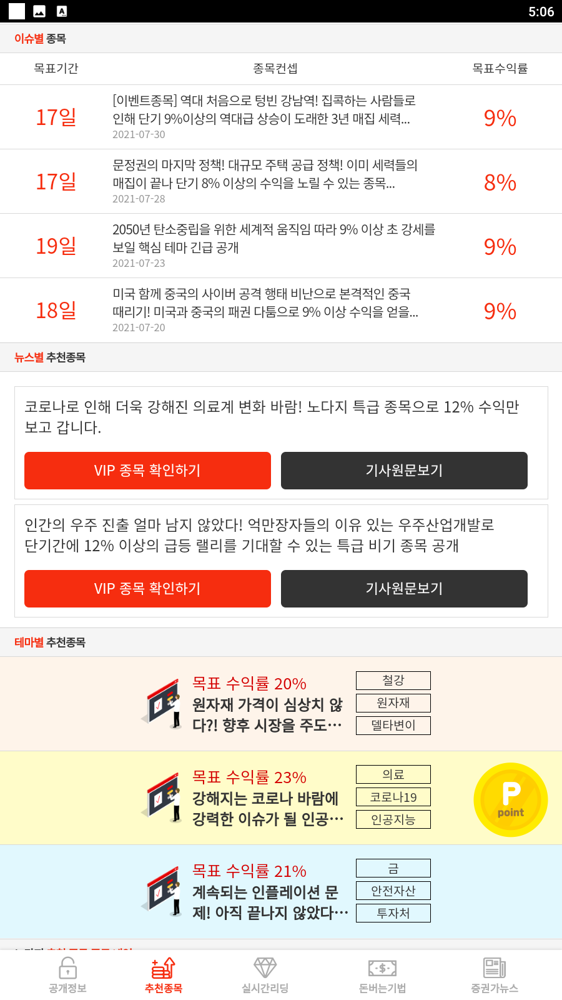 5:06
이슈별 종목
목표기간 종목컨셉 목표수익률
17일
[이벤트종목] 역대 처음으로 텅빈 강남역! 집콕하는 사람들로
인해 단기 9%이상의 역대급 상승이 도래한 3년 매집 세력...
2021-07-30
9%
17일
문정권의 마지막 정책! 대규모 주택 공급 정책! 이미 세력들의
매집이 끝나 단기 8% 이상의 수익을 노릴 수 있는 종목...
2021-07-28
8%
19일
2050년 탄소중립을 위한 세계적 움직임 따라 9% 이상 초 강세를
보일 핵심 테마 긴급 공개
2021-07-23
9%
18일
미국 함께 중국의 사이버 공격 행태 비난으로 본격적인 중국
때리기! 미국과 중국의 패권 다툼으로 9% 이상 수익을 얻을...
2021-07-20
9%
뉴스별 추천종목
코로나로 인해 더욱 강해진 의료계 변화 바람! 노다지 특급 종목으로 12% 수익만
보고 갑니다.
VIP 종목 확인하기 기사원문보기
인간의 우주 진출 얼마 남지 않았다! 억만장자들의 이유 있는 우주산업개발로
단기간에 12% 이상의 급등 랠리를 기대할 수 있는 특급 비기 종목 공개
VIP 종목 확인하기 기사원문보기
테마별 추천종목
목표 수익률 20%
원자재 가격이 심상치 않
다?! 향후 시장을 주도…
철강
원자재
델타변이
목표 수익률 23%
강해지는 코로나 바람에
강력한 이슈가 될 인공…
의료
코로나19
인공지능
P
point
목표 수익률 21%
계속되는 인플레이션 문
제! 아직 끝나지 않았다…
금
안전자산
투자처
공개정보 추천종목 실시간리딩 돈버는기법 증권가뉴스